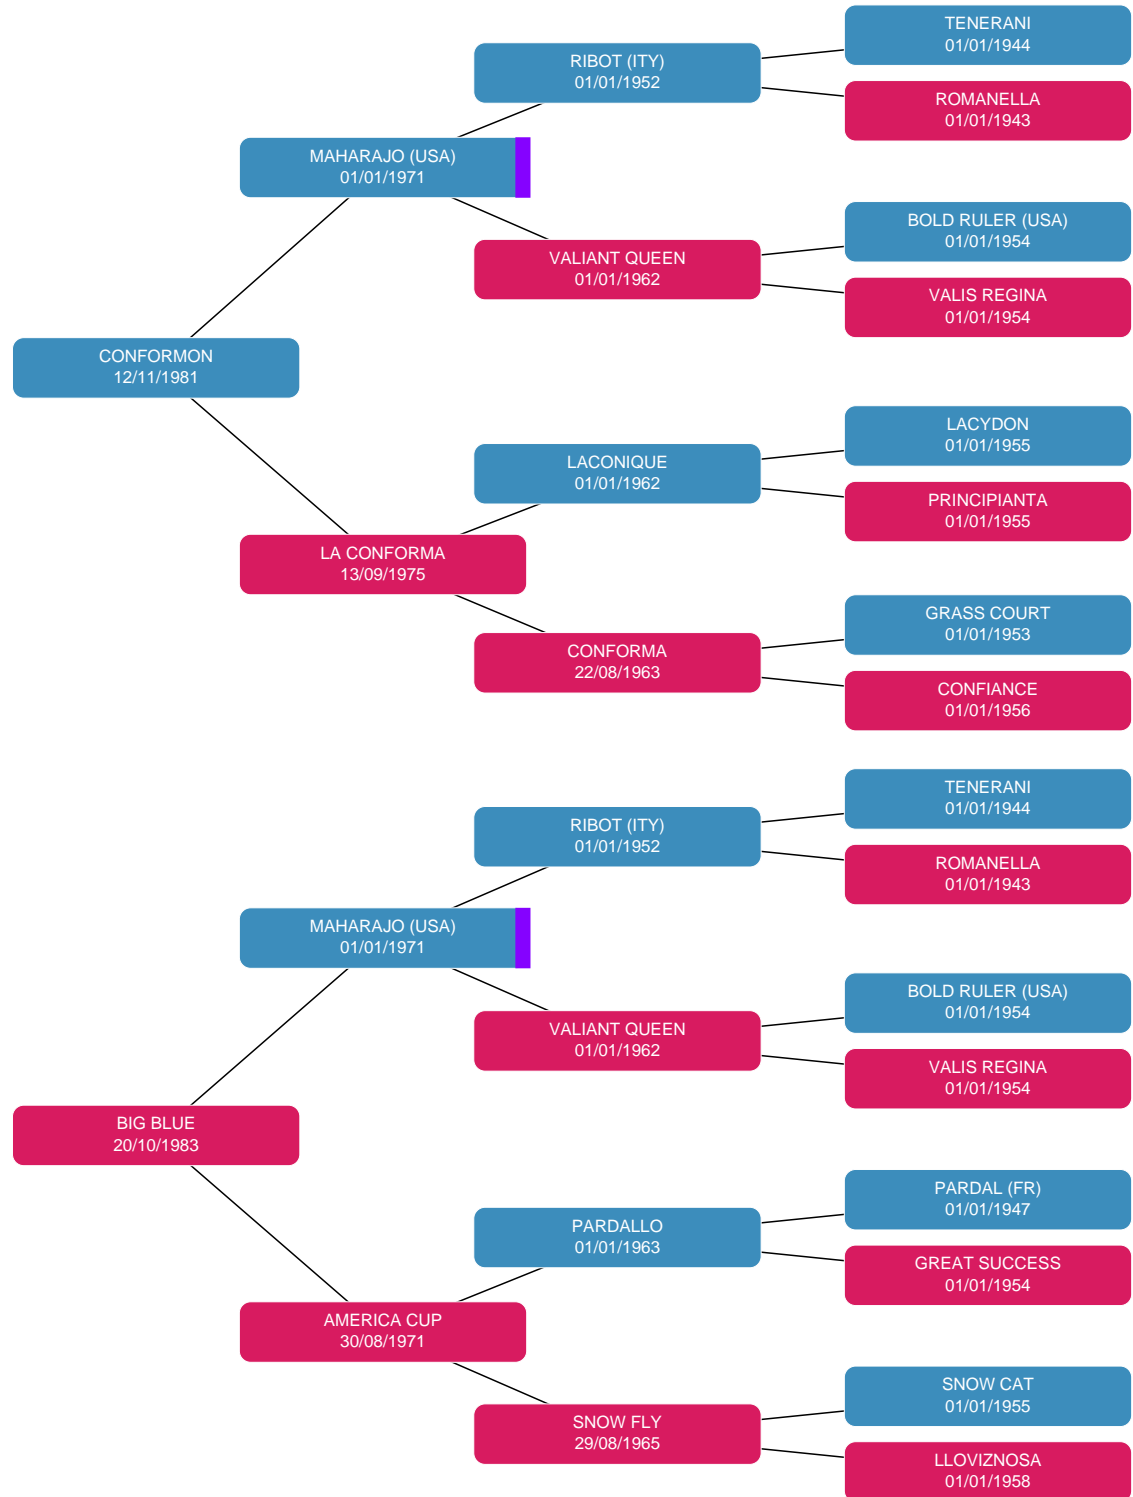 TENERANI
01/01/1944
RIBOT (ITY)
01/01/1952
ROMANELLA
01/01/1943
MAHARAJO (USA)
01/01/1971
BOLD RULER (USA)
01/01/1954
VALIANT QUEEN
01/01/1962
VALIS REGINA
01/01/1954
CONFORMON
12/11/1981
LACYDON
01/01/1955
LACONIQUE
01/01/1962
PRINCIPIANTA
01/01/1955
LA CONFORMA
13/09/1975
GRASS COURT
01/01/1953
CONFORMA
22/08/1963
CONFIANCE
01/01/1956
TENERANI
01/01/1944
RIBOT (ITY)
01/01/1952
ROMANELLA
01/01/1943
MAHARAJO (USA)
01/01/1971
BOLD RULER (USA)
01/01/1954
VALIANT QUEEN
01/01/1962
VALIS REGINA
01/01/1954
BIG BLUE
20/10/1983
PARDAL (FR)
01/01/1947
PARDALLO
01/01/1963
GREAT SUCCESS
01/01/1954
AMERICA CUP
30/08/1971
SNOW CAT
01/01/1955
SNOW FLY
29/08/1965
LLOVIZNOSA
01/01/1958